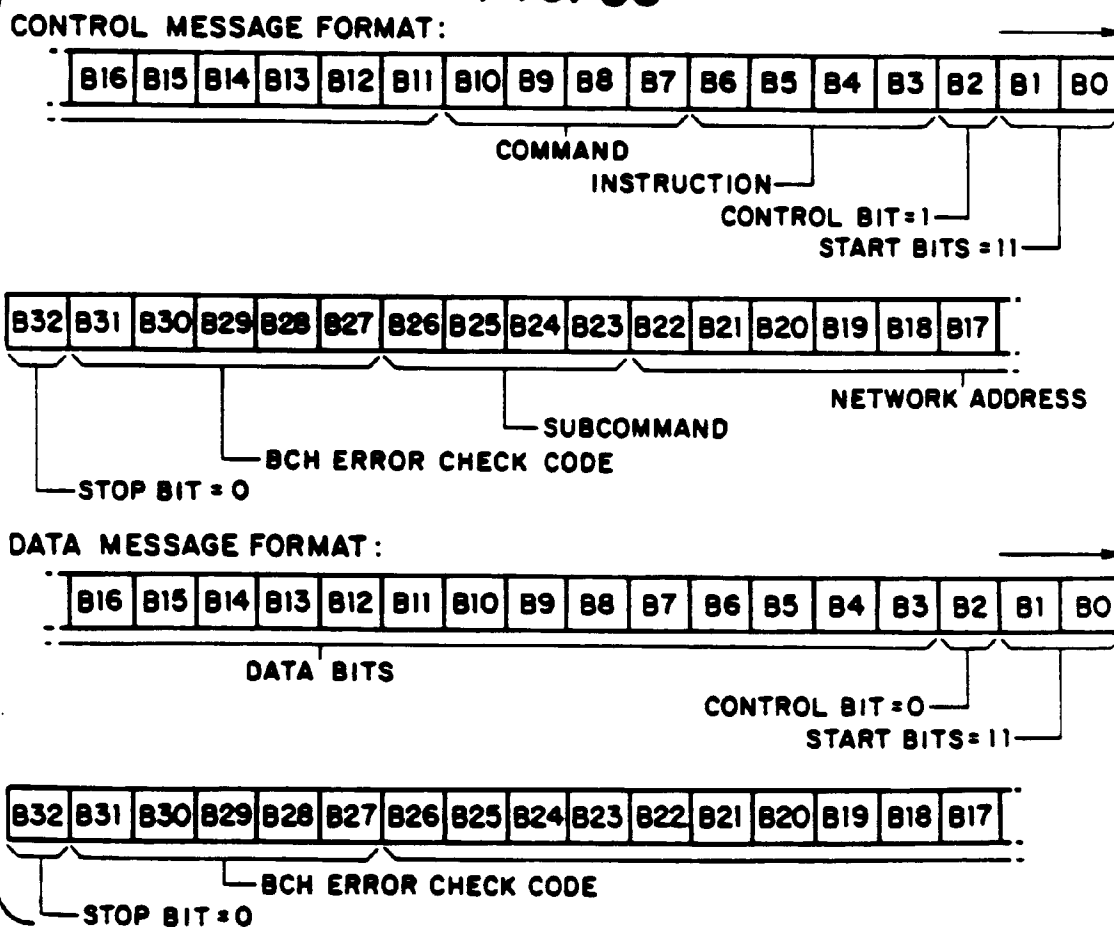 CONTROL MESSAGE FORMAT:
B16 B15 B14 B13 B12 B11 B10 B9 B8 B7 B6 B5 B4 B3 B2 B1 B0
COMMAND
INSTRUCTION
CONTROL BIT=1
START BITS=11
B32 B31 B30 B29 B28 B27 B26 B25 B24 B23 B22 B21 B20 B19 B18 B17
NETWORK ADDRESS
SUBCOMMAND
BCH ERROR CHECK CODE
STOP BIT=0
DATA MESSAGE FORMAT:
B16 B15 B14 B13 B12 B11 B10 B9 B8 B7 B6 B5 B4 B3 B2 B1 B0
DATA BITS
CONTROL BIT=0
START BITS=11
B32 B31 B30 B29 B28 B27 B26 B25 B24 B23 B22 B21 B20 B19 B18 B17
BCH ERROR CHECK CODE
STOP BIT=0